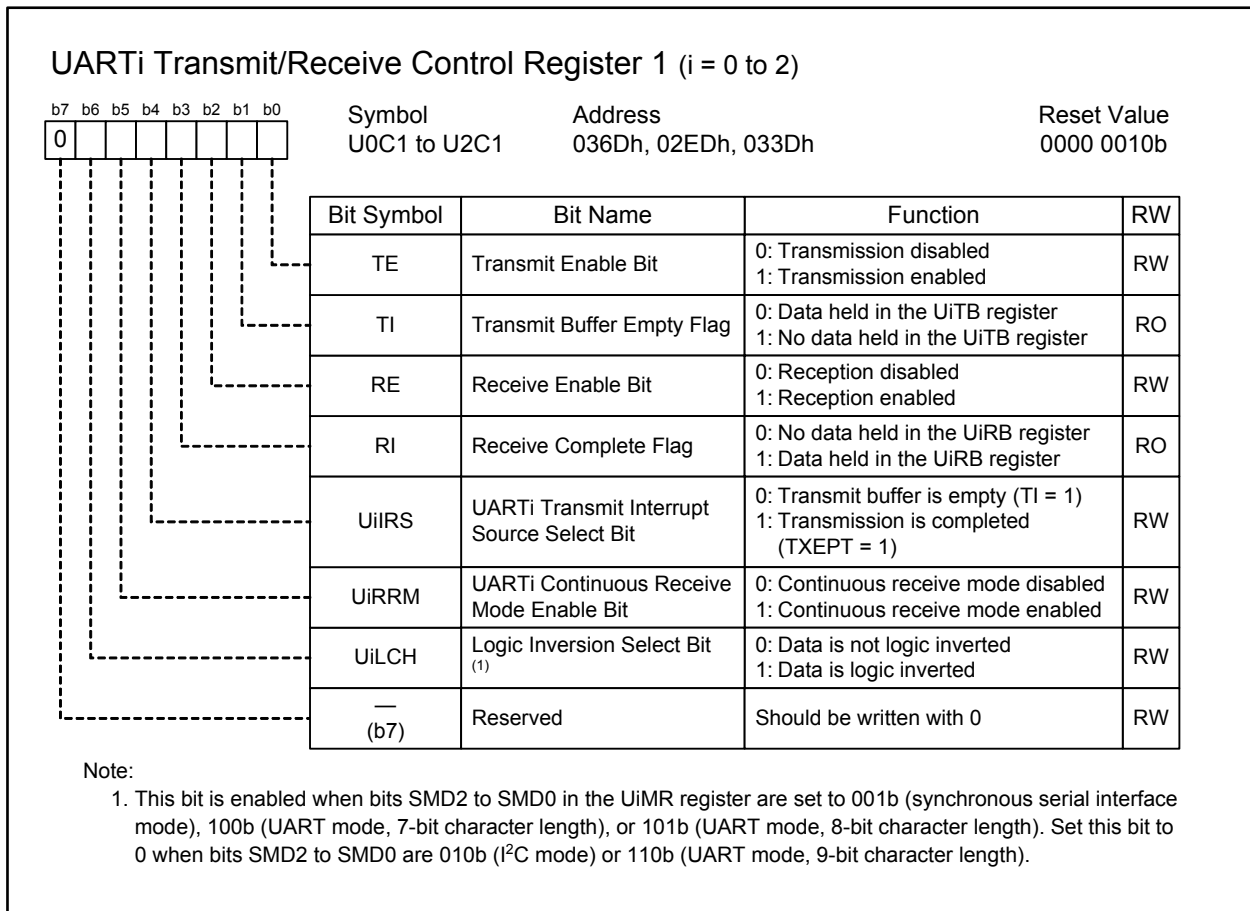 UARTi Transmit/Receive Control Register 1 (i = 0 to 2)
b7 b6 b5 b4 b3 b2 b1 b0
0
Symbol Address Reset Value
U0C1 to U2C1 036Dh, 02EDh, 033Dh 0000 0010b
Bit Symbol Bit Name Function RW
TE Transmit Enable Bit 0: Transmission disabled
1: Transmission enabled RW
TI Transmit Buffer Empty Flag 0: Data held in the UiTB register
1: No data held in the UiTB register RO
RE Receive Enable Bit 0: Reception disabled
1: Reception enabled RW
RI Receive Complete Flag 0: No data held in the UiRB register
1: Data held in the UiRB register RO
UiIRS UARTi Transmit Interrupt
Source Select Bit 0: Transmit buffer is empty (TI = 1)
1: Transmission is completed
(TXEPT = 1) RW
UiRRM UARTi Continuous Receive
Mode Enable Bit 0: Continuous receive mode disabled
1: Continuous receive mode enabled RW
UiLCH Logic Inversion Select Bit
(1) 0: Data is not logic inverted
1: Data is logic inverted RW
—
(b7) Reserved Should be written with 0 RW
Note:
1. This bit is enabled when bits SMD2 to SMD0 in the UiMR register are set to 001b (synchronous serial interface
mode), 100b (UART mode, 7-bit character length), or 101b (UART mode, 8-bit character length). Set this bit to
0 when bits SMD2 to SMD0 are 010b (I²C mode) or 110b (UART mode, 9-bit character length).